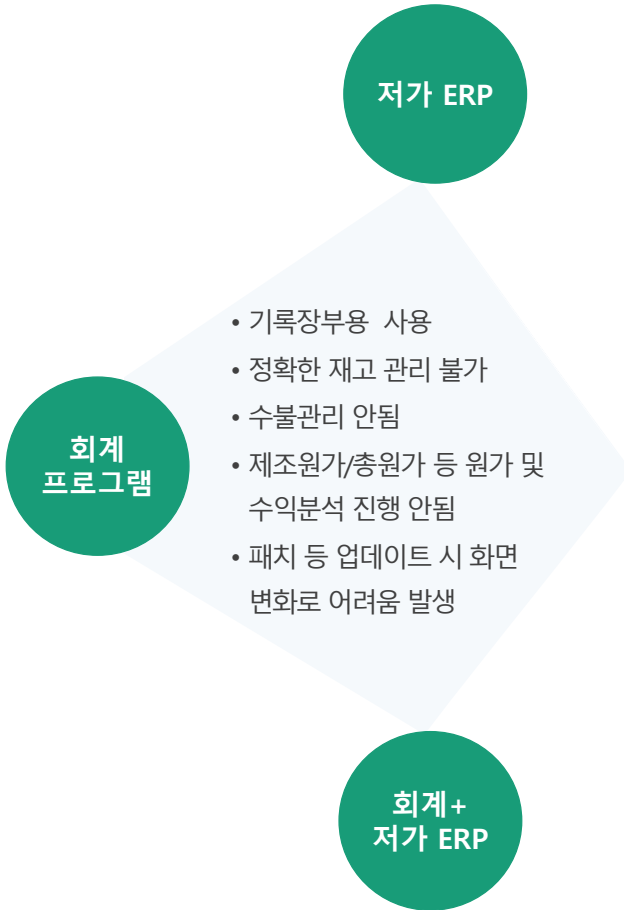 저가 ERP
• 기록장부용 사용
• 정확한 재고 관리 불가
• 수불관리 안됨
• 제조원가/총원가 등 원가 및
수익분석 진행 안됨
• 패치 등 업데이트 시 화면
변화로 어려움 발생
회계
프로그램
회계+
저가 ERP